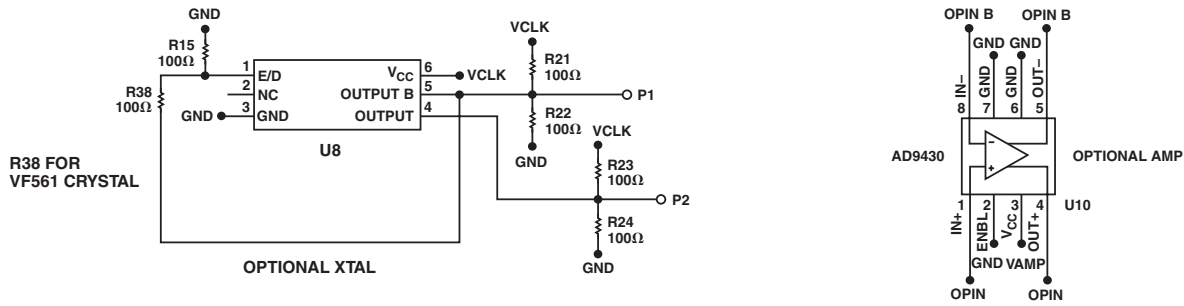 GND
R15
100Ω
R38
100Ω
1
E/D
2
NC
3
GND
GND
VCC
6
VCLK
OUTPUT B
5
OUTPUT
4
U8
VCLK
R21
100Ω
P1
R22
100Ω
GND
VCLK
R23
100Ω
P2
R24
100Ω
GND
R38 FOR
VF561 CRYSTAL
OPTIONAL XTAL
OPIN B
OPIN B
GND
GND
IN–
GND
GND
OUT–
8
7
6
5
AD9430
OPTIONAL AMP
1
2
3
4
U10
IN+
ENBL
VCC
OUT+
GND
VAMP
OPIN
OPIN